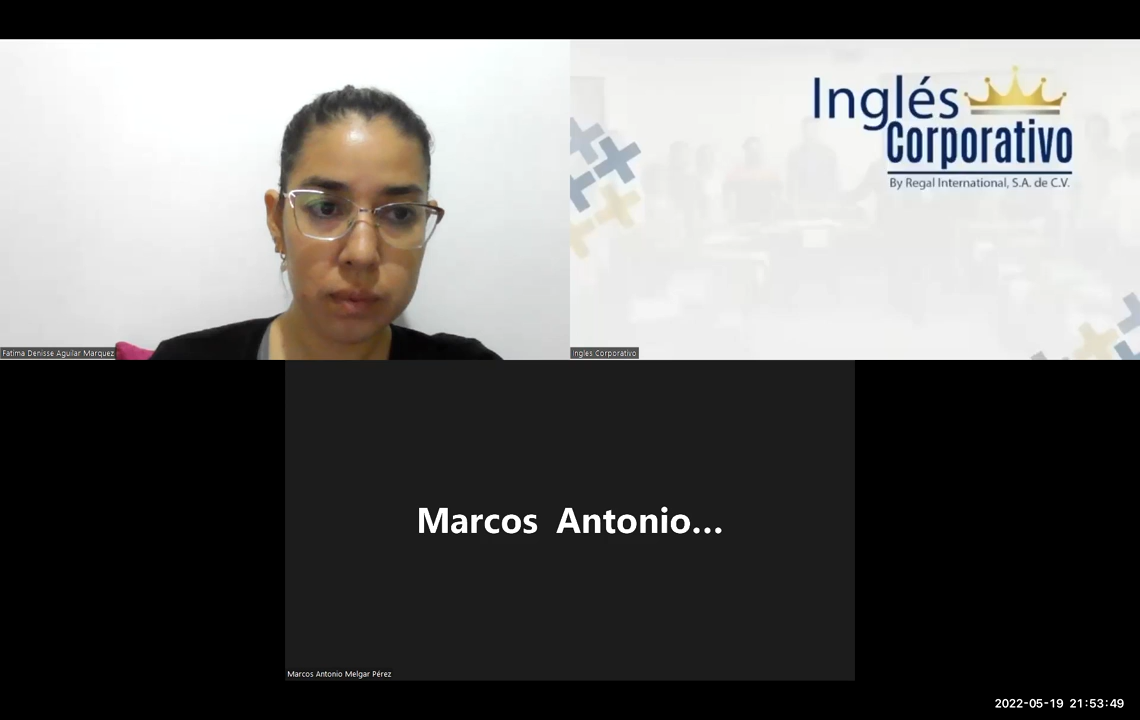 Inglés
Corporativo
By Regal International, S.A. de C.V.
Fatima Denisse Aguilar Marquez
Ingles Corporativo
Marcos Antonio...
Marcos Antonio Melgar Pérez
2022-05-19 21:53:49